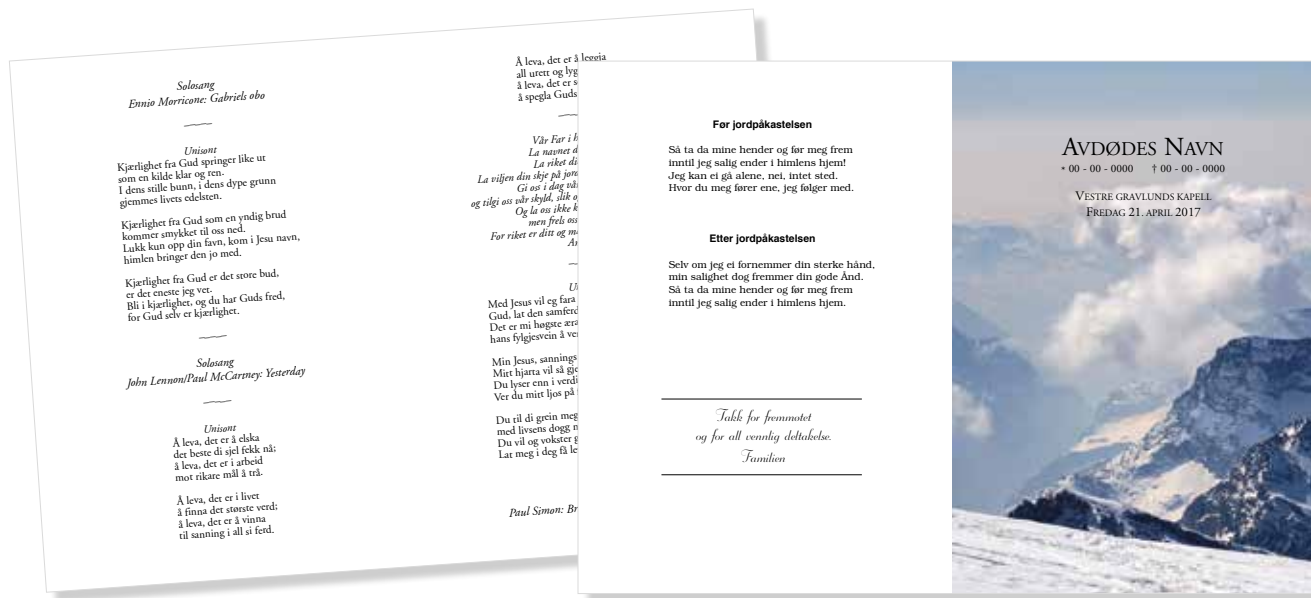 Solosang
Ennio Morricone: Gabriels obo
Unisont
Kjærlighet fra Gud springer like ut
som en kilde klar og ren.
I dens stille bunn, i dens dype grunn
gjemmes livets edelsten.
Kjærlighet fra Gud som en yndig brud
kommer smykket til oss ned.
Lukk kun opp din favn, kom i Jesu navn,
himlen bringer den jo med.
Kjærlighet fra Gud er det store bud,
er det eneste jeg vet.
Bli i kjærlighet, og du har Guds fred,
for Gud selv er kjærlighet.
Solosang
John Lennon/Paul McCartney: Yesterday
Unisont
Å leva, det er å elska
det beste di sjel fekk nå;
å leva, det er i arbeid
mot rikare mål å trå.
Å leva, det er i livet
å finna det største verd;
å leva, det er å vinna
til sanning i all si ferd.
Å leva, det er å leggja
all urett og
å leva, det er
å spegla Guds
Vår Far i
La navnet
La riket
La viljen din skje på
Gi oss i dag
og tilgi oss vår skyld, slik
Og la oss ikke
men frels oss
For riket er ditt og
Med Jesus vil eg fara
Gud, lat den
Det er mi høgste
hans fylgjesvein å
Min Jesus,
Mitt hjarta vil så
Du lyser enn i
Ver du mitt ljos på
Du til di grein meg
med livsens dogg
Du vil og vokster
Lat meg i deg få
Paul Simon:
Før jordpåkastelsen
Så ta da mine hender og før meg frem
inntil jeg salig ender i himlens hjem!
Jeg kan ei gå alene, nei, intet sted.
Hvor du meg fører ene, jeg følger med.
Etter jordpåkastelsen
Selv om jeg ei fornemmer din sterke hånd,
min salighet dog fremmer din gode Ånd.
Så ta da mine hender og før meg frem
inntil jeg salig ender i himlens hjem.
Takk for fremmøtet
og for all vennlig deltakelse.
Familien
AVDØDES NAVN
* 00 - 00 - 0000 † 00 - 00 - 0000
VESTRE GRAVLUNDS KAPELL
FREDAG 21. APRIL 2017